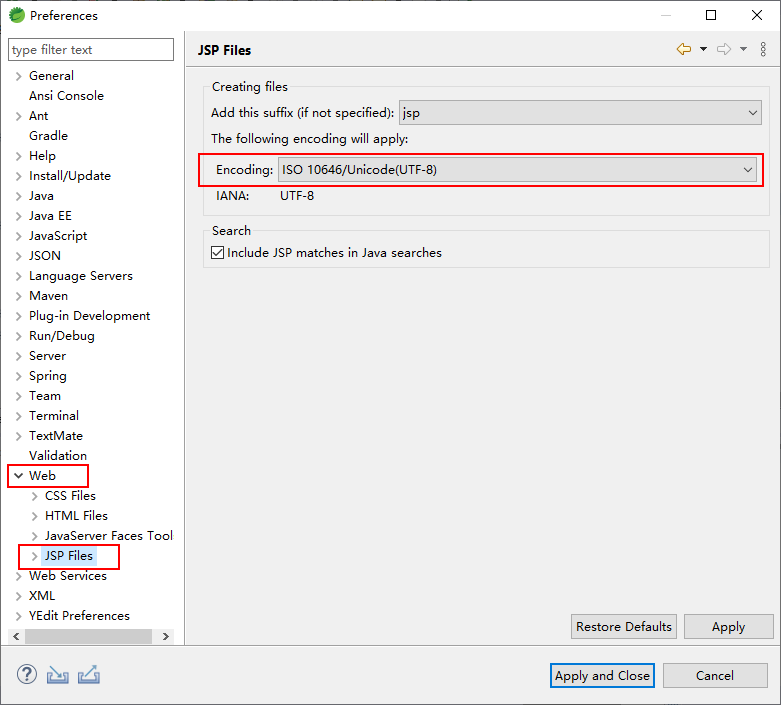 Preferences
type filter text
General
Ansi Console
Ant
Gradle
Help
Install/Update
Java
Java EE
JavaScript
JSON
Language Servers
Maven
Plug-in Development
Run/Debug
Server
Spring
Team
Terminal
TextMate
Validation
Web
CSS Files
HTML Files
JavaServer Faces Tool
JSP Files
Web Services
XML
YEdit Preferences
JSP Files
Creating files
Add this suffix (if not specified): jsp
The following encoding will apply:
Encoding: ISO 10646/Unicode(UTF-8)
IANA: UTF-8
Search
Include JSP matches in Java searches
Restore Defaults Apply
? Apply and Close Cancel